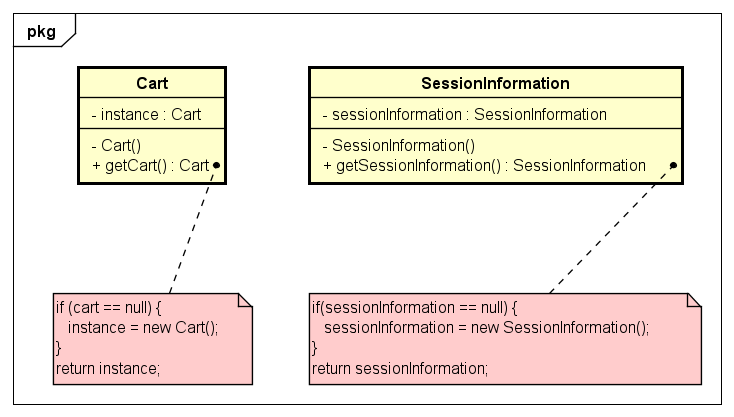 pkg
Cart
- instance : Cart
- Cart()
+ getCart() : Cart
SessionInformation
- sessionInformation : SessionInformation
- SessionInformation()
+ getSessionInformation() : SessionInformation
if (cart == null) {
instance = new Cart();
}
return instance;
if(sessionInformation == null) {
sessionInformation = new SessionInformation();
}
return sessionInformation;